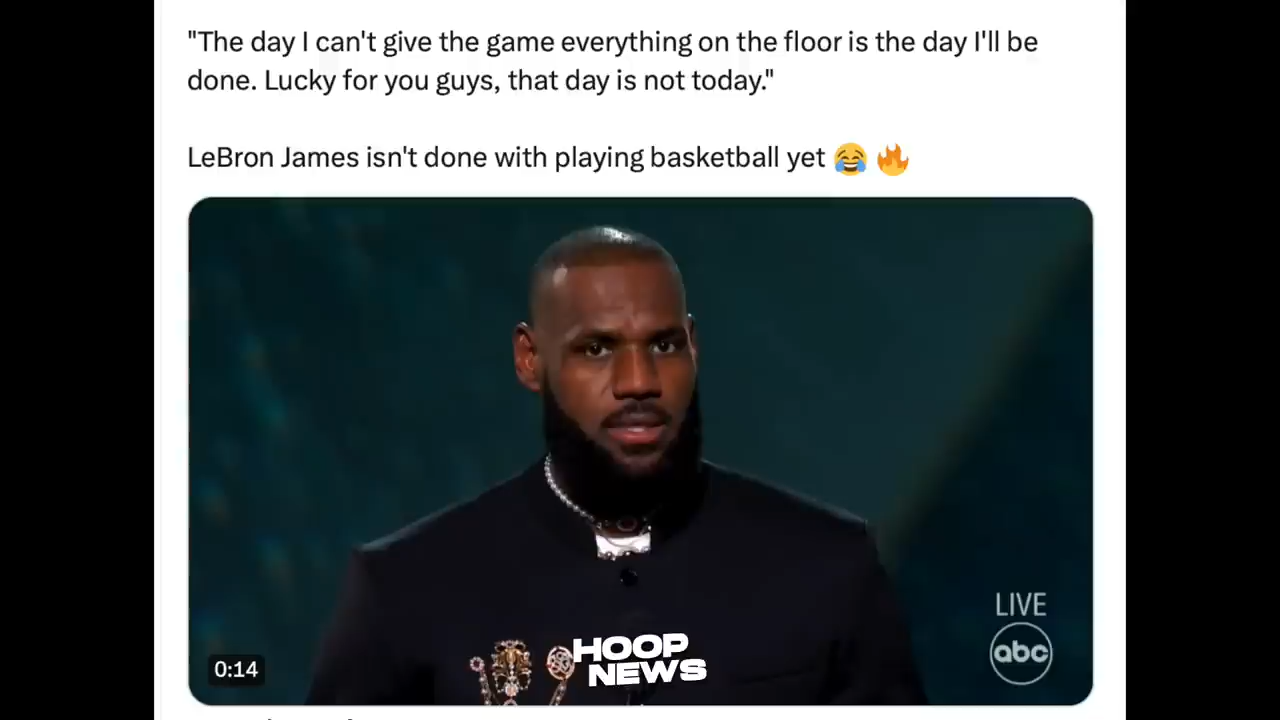 "The day I can't give the game everything on the floor is the day I'll be
done. Lucky for you guys, that day is not today."
LeBron James isn't done with playing basketball yet 😂 🔥
LIVE
abc
0:14
HOOP
NEWS